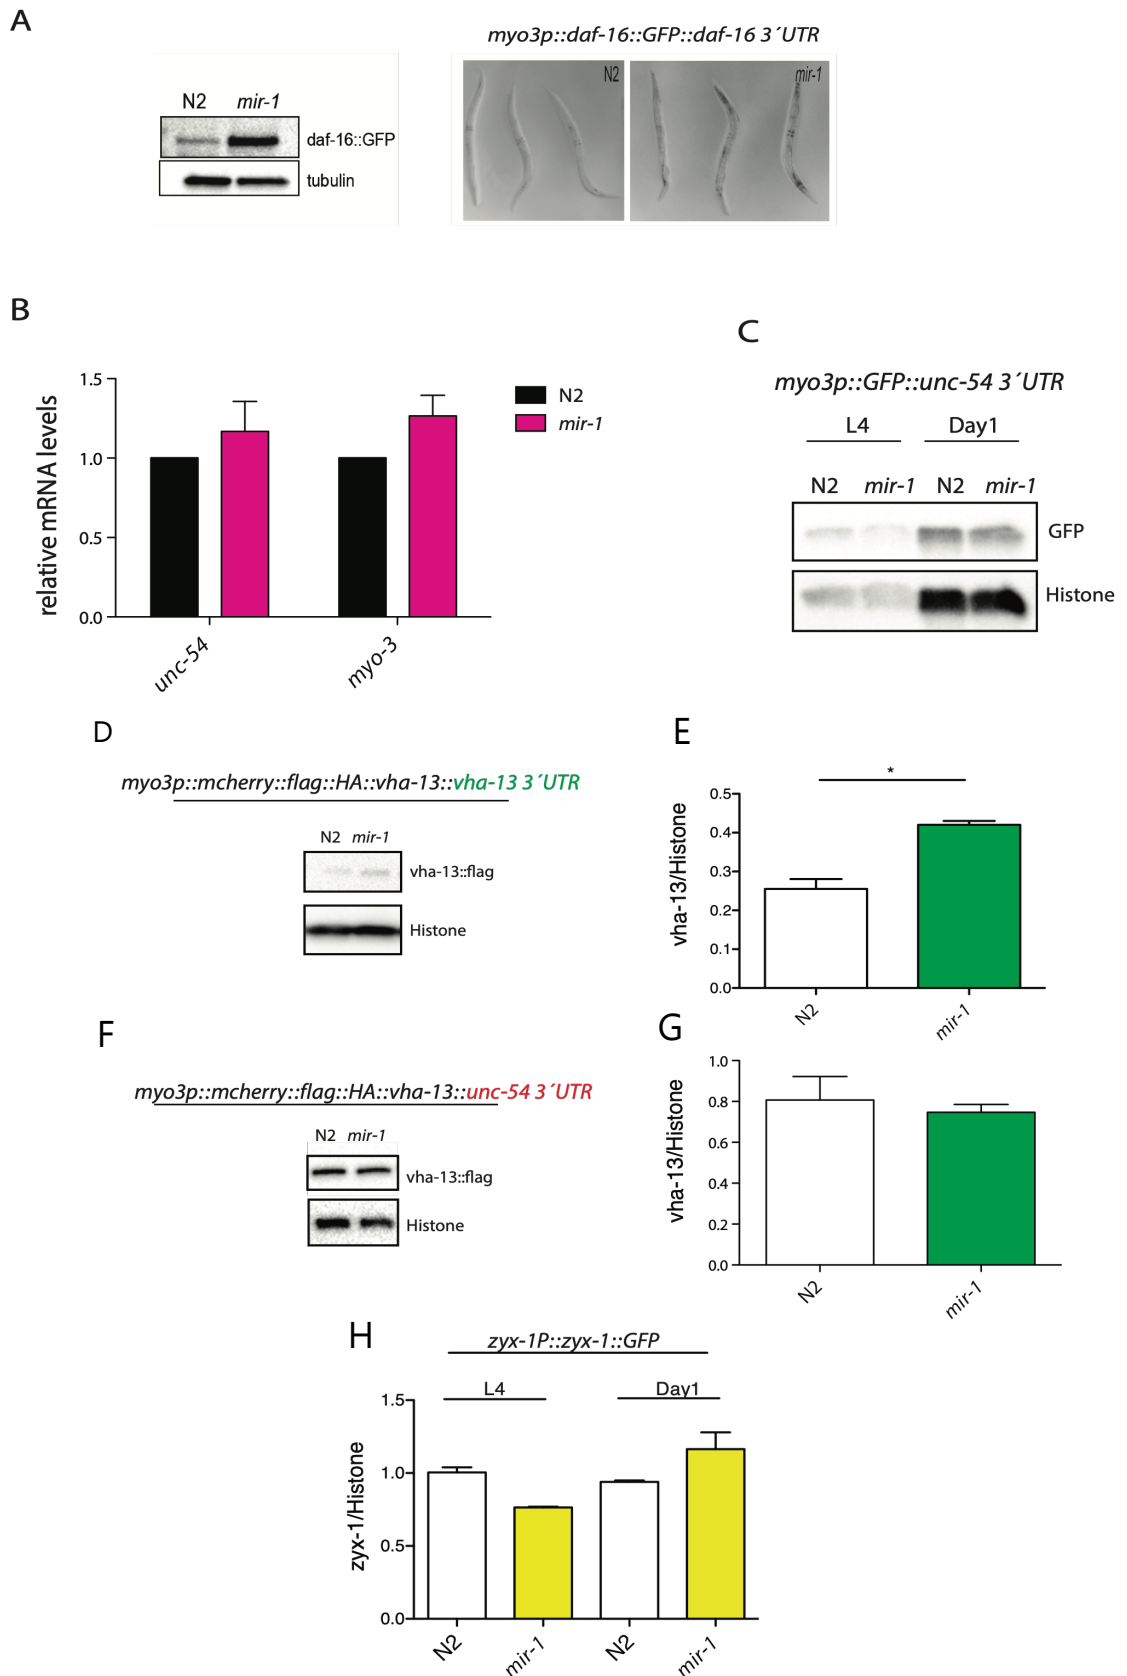 A
myo3p::daf-16::GFP::daf-16 3´UTR
N2 mir-1
daf-16::GFP
tubulin
N2
mir-1
B
1.5
1.0
0.5
0.0
relative mRNA levels
unc-54
myo-3
N2
mir-1
C
myo3p::GFP::unc-54 3´UTR
L4 Day1
N2 mir-1 N2 mir-1
GFP
Histone
D
myo3p::mcherry::flag::HA::vha-13::vha-13 3´UTR
N2 mir-1
vha-13::flag
Histone
E
*
0.5
0.4
0.3
0.2
0.1
0.0
vha-13/Histone
N2
mir-1
F
myo3p::mcherry::flag::HA::vha-13::unc-54 3´UTR
N2 mir-1
vha-13::flag
Histone
G
1.0
0.8
0.6
0.4
0.2
0.0
vha-13/Histone
N2
mir-1
H
zyx-1P::zyx-1::GFP
L4 Day1
1.5
1.0
0.5
0.0
zyx-1/Histone
N2
mir-1
N2
mir-1